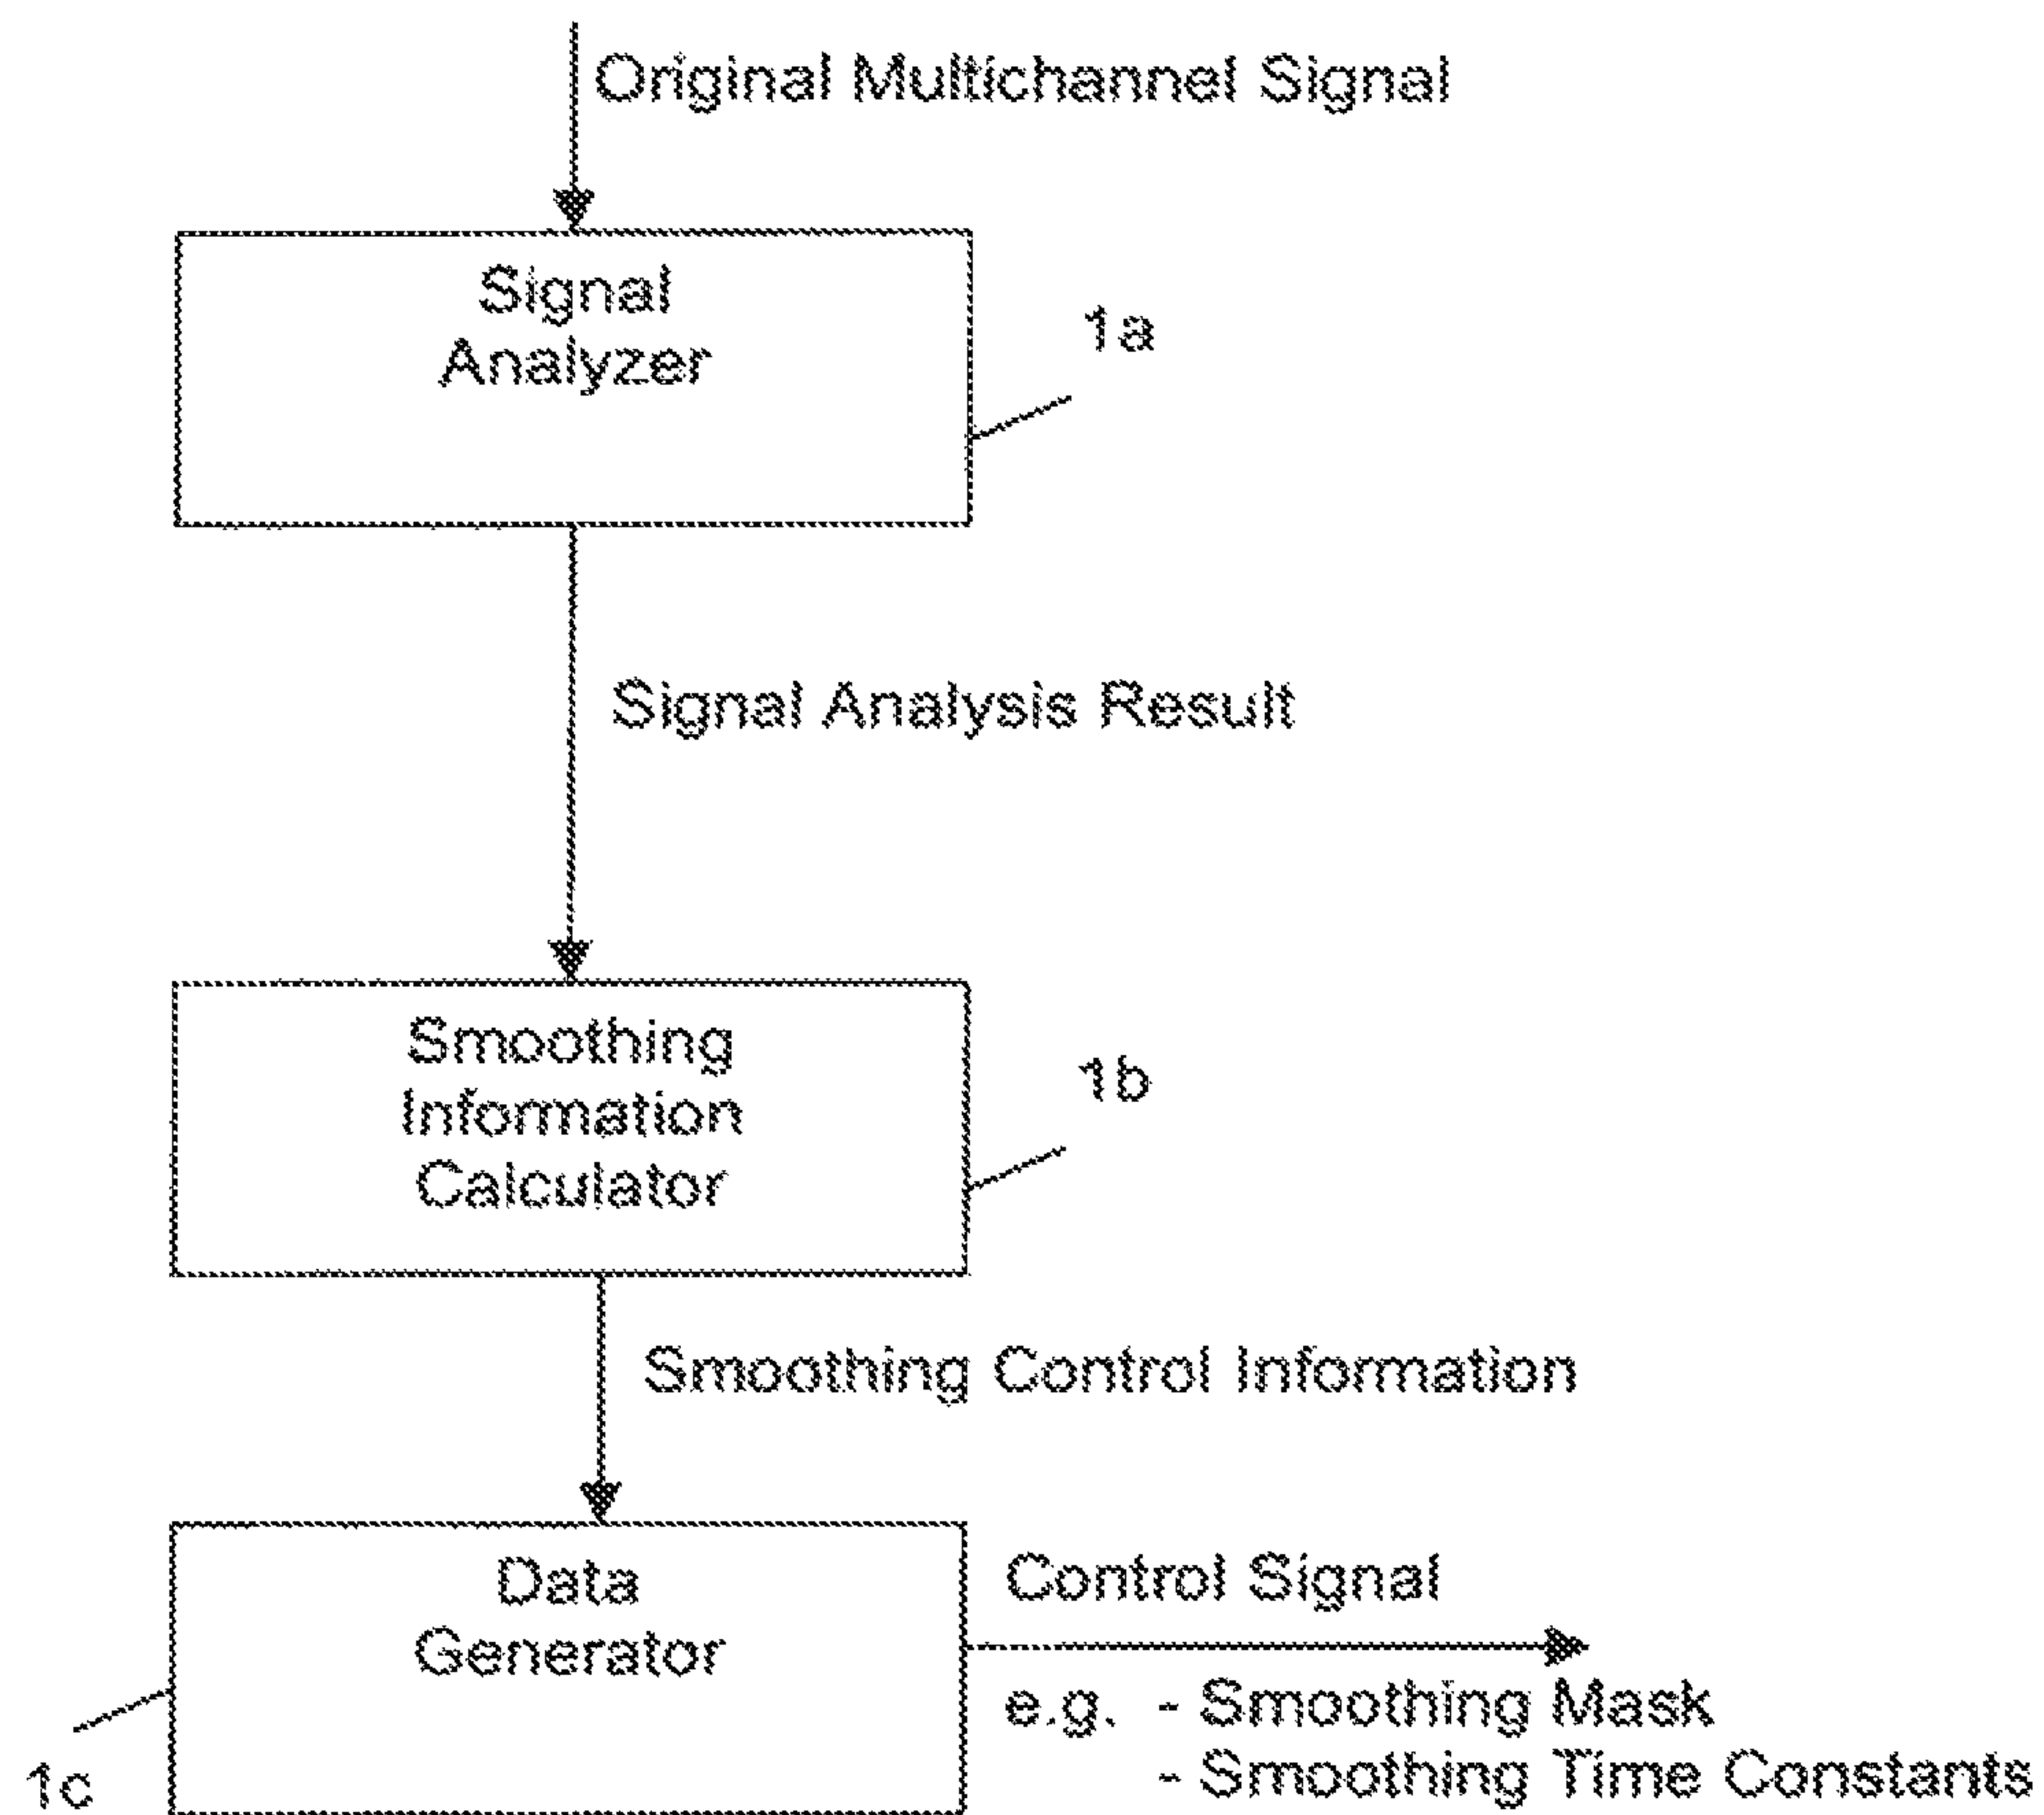 Original Multichannel Signal
Signal
Analyzer
1a
Signal Analysis Result
Smoothing
Information
Calculator
1b
Smoothing Control Information
Data
Generator
1c
Control Signal
e.g. - Smoothing Mask
- Smoothing Time Constants